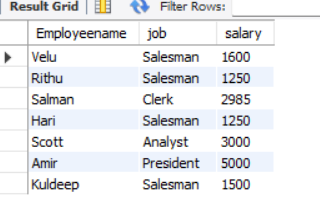 Result Grid Filter Rows:
Employeename job salary
Velu Salesman 1600
Rithu Salesman 1250
Salman Clerk 2985
Hari Salesman 1250
Scott Analyst 3000
Amir President 5000
Kuldeep Salesman 1500